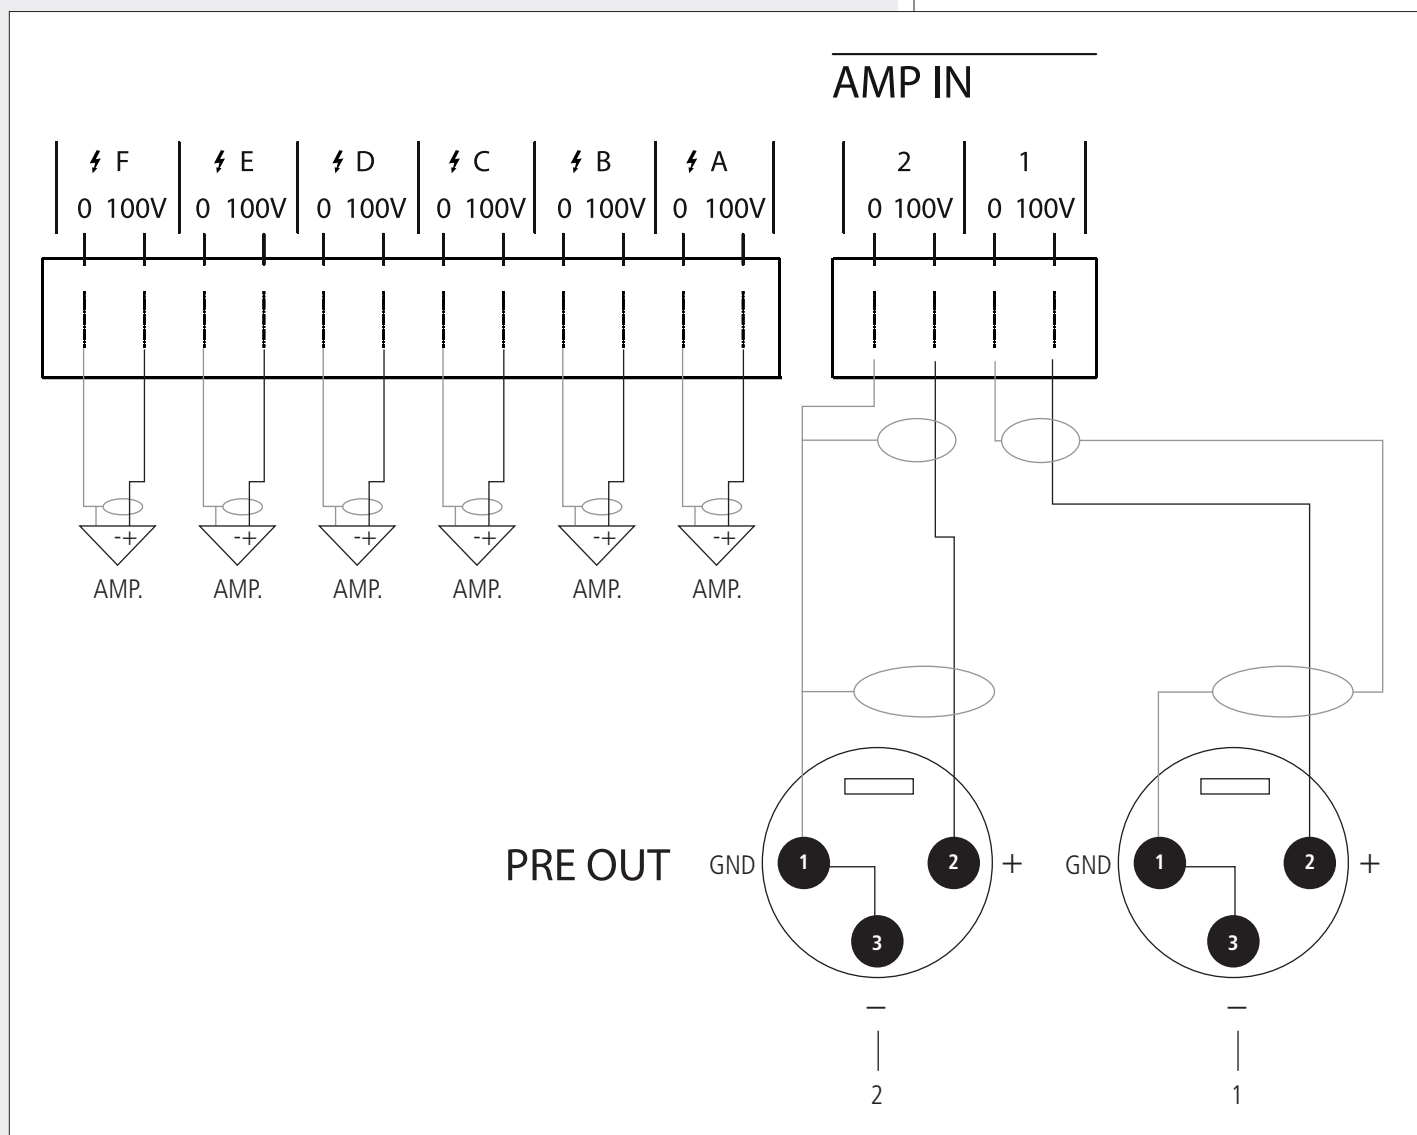 AMP IN
F E D C B A 2 1
0 100V 0 100V 0 100V 0 100V 0 100V 0 100V 0 100V 0 100V
-+ -+ -+ -+ -+ -+
AMP. AMP. AMP. AMP. AMP. AMP.
PRE OUT GND 1 2 + GND 1 2 +
3 3
– –
2 1